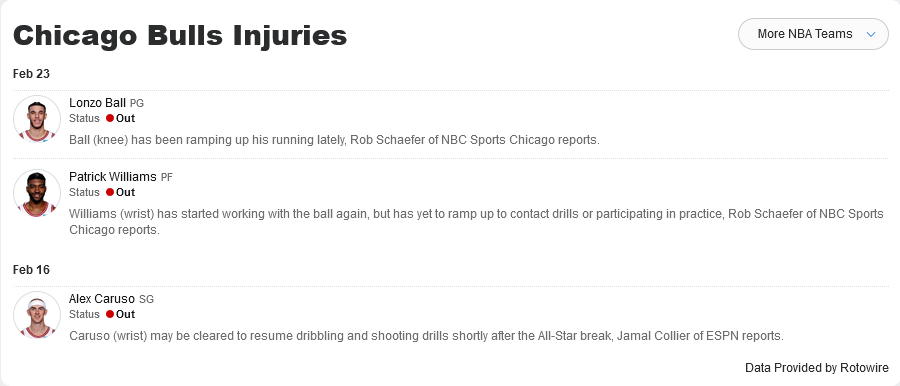 Chicago Bulls Injuries
More NBA Teams
Feb 23
Lonzo Ball PG
Status Out
Ball (knee) has been ramping up his running lately, Rob Schaefer of NBC Sports Chicago reports.
Patrick Williams PF
Status Out
Williams (wrist) has started working with the ball again, but has yet to ramp up to contact drills or participating in practice, Rob Schaefer of NBC Sports
Chicago reports.
Feb 16
Alex Caruso SG
Status Out
Caruso (wrist) may be cleared to resume dribbling and shooting drills shortly after the All-Star break, Jamal Collier of ESPN reports.
Data Provided by Rotowire